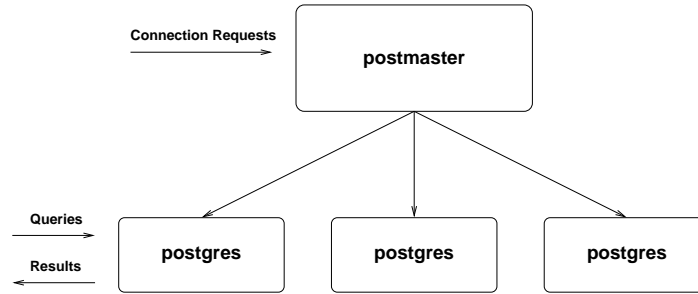 Connection Requests
postmaster
Queries
postgres
postgres
postgres
Results